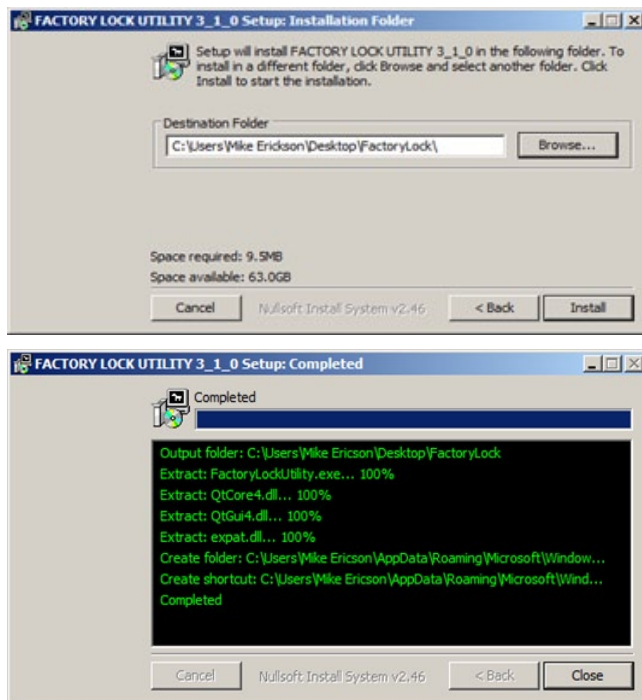 FACTORY LOCK UTILITY 3_1_0 Setup: Installation Folder
Setup will install FACTORY LOCK UTILITY 3_1_0 in the following folder. To
install in a different folder, click Browse and select another folder. Click
Install to start the installation.
Destination Folder
C:\Users\Mike Erickson\Desktop\FactoryLock\
Browse...
Space required: 9.5MB
Space available: 63.0GB
Cancel
Nullsoft Install System v2.46
< Back
Install
FACTORY LOCK UTILITY 3_1_0 Setup: Completed
Completed
Output folder: C:\Users\Mike Ericson\Desktop\FactoryLock
Extract: FactoryLockUtility.exe... 100%
Extract: QtCore4.dll... 100%
Extract: QtGui4.dll... 100%
Extract: expat.dll... 100%
Create folder: C:\Users\Mike Ericson\AppData\Roaming\Microsoft\Window...
Create shortcut: C:\Users\Mike Ericson\AppData\Roaming\Microsoft\Wind...
Completed
Cancel
Nullsoft Install System v2.46
< Back
Close